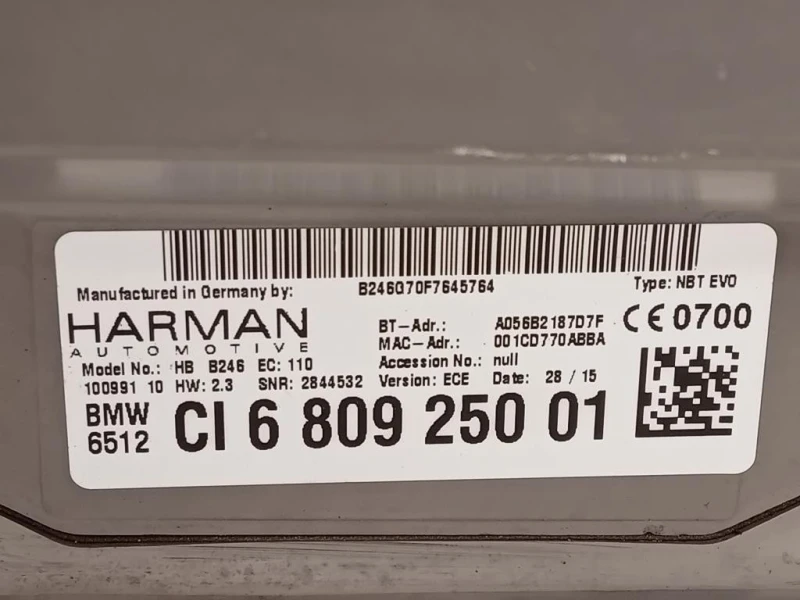 B246G70F7645764
Manufactured in Germany by:
Type: NBT EVO
HARMAN
AUTOMOTIVE
BT-Adr.: A056B2187D7F
MAC-Adr.: 001CD770ABBA
CE 0700
Model No.: HB B246 EC: 110
Accession No.: null
100991 10 HW: 2.3 SNR: 2844532
Version: ECE Date: 28 / 15
BMW
6512
CI 6 809 250 01